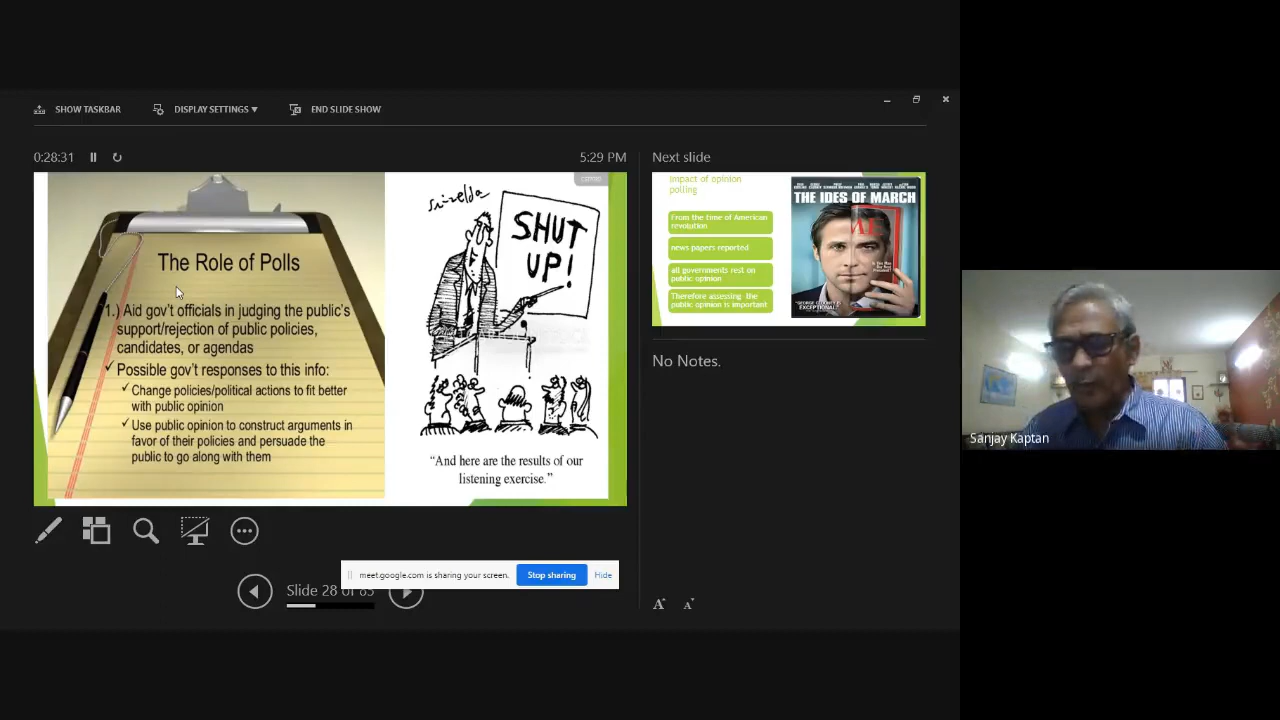 SHOW TASKBAR
DISPLAY SETTINGS ▼
END SLIDE SHOW
0:28:31
5:29 PM
The Role of Polls
1.) Aid gov't officials in judging the public's
support/rejection of public policies,
candidates, or agendas
✓ Possible gov't responses to this info:
✓ Change policies/political actions to fit better
with public opinion
✓ Use public opinion to construct arguments in
favor of their policies and persuade the
public to go along with them
SHUT
UP!
“And here are the results of our
listening exercise.”
meet.google.com is sharing your screen.
Stop sharing
Hide
Slide 28 of 85
Next slide
Impact of opinion
polling
From the time of American
revolution
news papers reported
all governments rest on
public opinion
Therefore assessing the
public opinion is important
THE IDES OF MARCH
No Notes.
A
A
Sanjay Kaptan